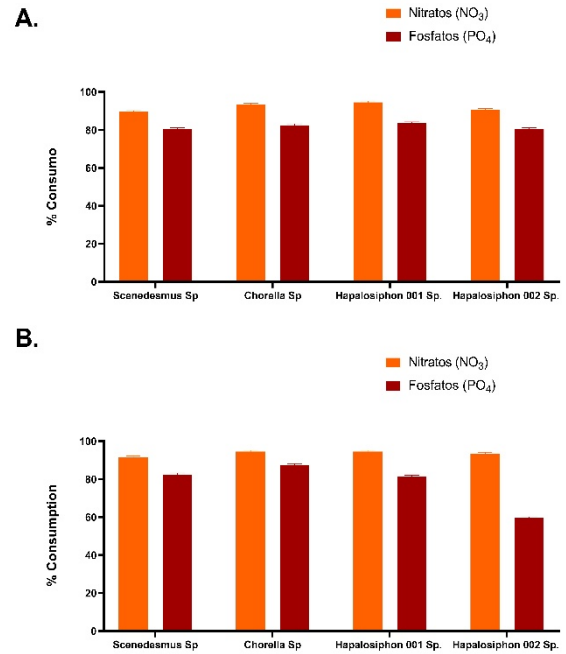 A.
Nitratos (NO3)
Fosfatos (PO4)
100
80
60
40
20
0
% Consumo
Scenedesmus Sp
Chorella Sp
Hapalosiphon 001 Sp.
Hapalosiphon 002 Sp.
B.
Nitratos (NO3)
Fosfatos (PO4)
100
80
60
40
20
0
% Consumption
Scenedesmus Sp
Chorella Sp
Hapalosiphon 001 Sp.
Hapalosiphon 002 Sp.